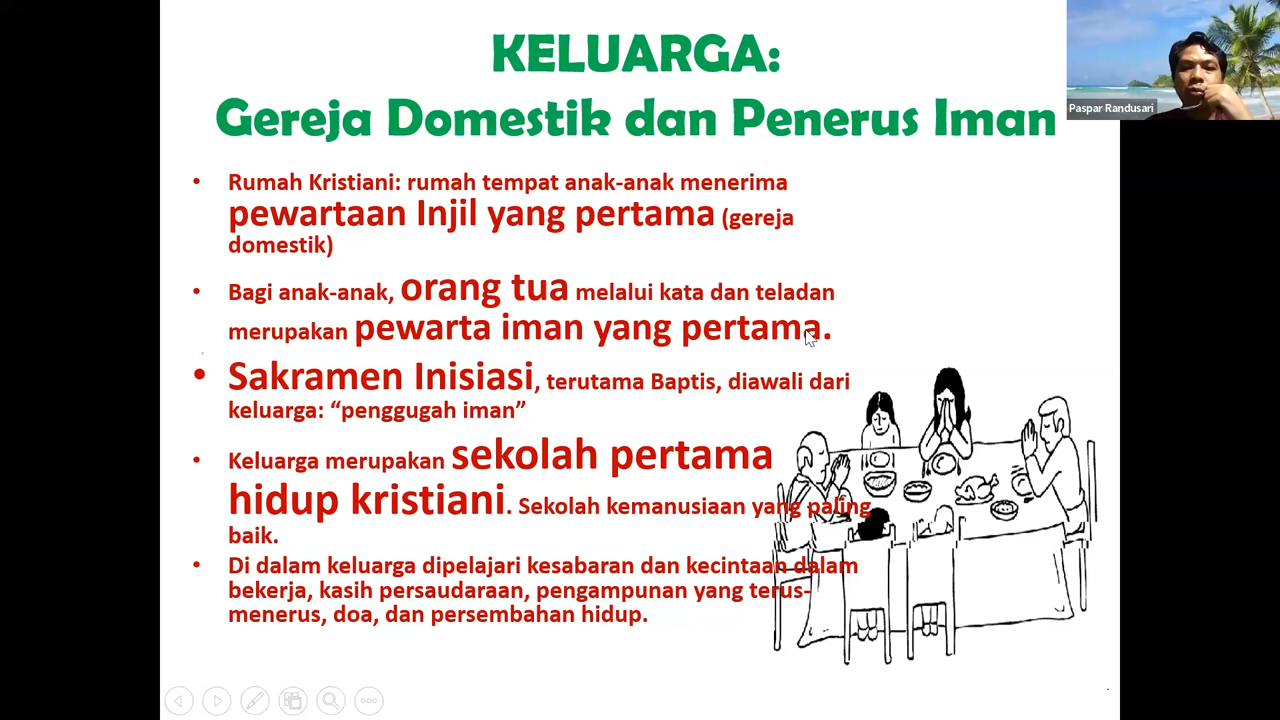 KELUARGA:
Gereja Domestik dan Penerus Iman
Paspar Randusari
• Rumah Kristiani: rumah tempat anak-anak menerima
pewartaan Injil yang pertama (gereja
domestik)
• Bagi anak-anak, orang tua melalui kata dan teladan
merupakan pewarta iman yang pertama.
• Sakramen Inisiasi, terutama Baptis, diawali dari
keluarga: “penggugah iman”
• Keluarga merupakan sekolah pertama
hidup kristiani. Sekolah kemanusiaan yang paling
baik.
• Di dalam keluarga dipelajari kesabaran dan kecintaan dalam
bekerja, kasih persaudaraan, pengampunan yang terus-
menerus, doa, dan persembahan hidup.